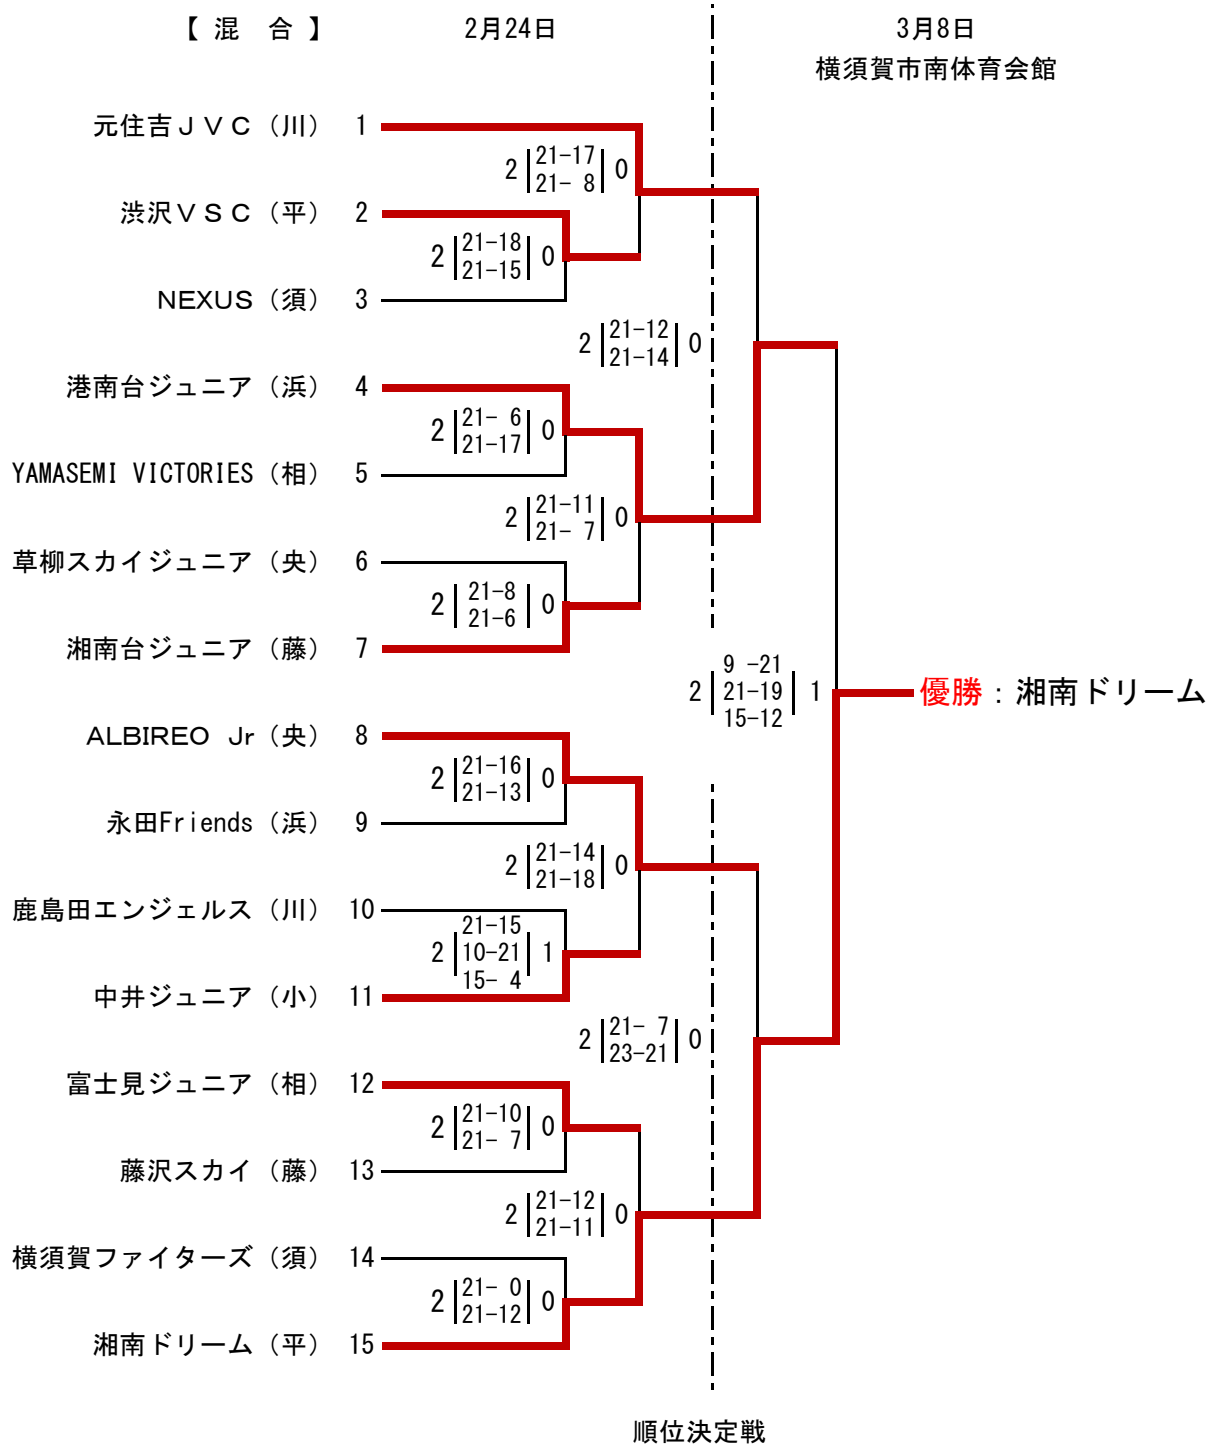 【 混　合 】 2月24日 3月8日
横須賀市南体育会館
元住吉ＪＶＣ（川） 1
2 21-17 0
21- 8
渋沢ＶＳＣ（平） 2
2 21-18 0
21-15
NEXUS（須） 3
2 21-12 0
21-14
港南台ジュニア（浜） 4
2 21- 6 0
21-17
YAMASEMI VICTORIES（相） 5
2 21-11 0
21- 7
草柳スカイジュニア（央） 6
2 21-8 0
21-6
湘南台ジュニア（藤） 7
2 9 -21 1
21-19
15-12
優勝：湘南ドリーム
ALBIREO Jr（央） 8
2 21-16 0
21-13
永田Friends（浜） 9
2 21-14 0
21-18
鹿島田エンジェルス（川） 10
2 21-15 1
10-21
15- 4
中井ジュニア（小） 11
2 21- 7 0
23-21
富士見ジュニア（相） 12
2 21-10 0
21- 7
藤沢スカイ（藤） 13
2 21-12 0
21-11
横須賀ファイターズ（須） 14
2 21- 0 0
21-12
湘南ドリーム（平） 15
順位決定戦